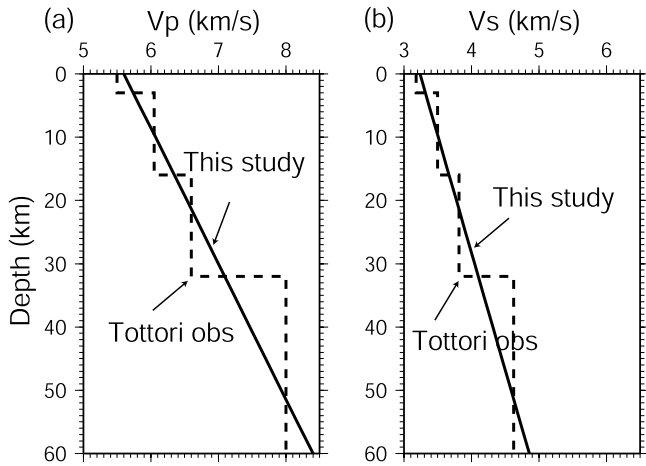 (a) Vp (km/s) (b) Vs (km/s)
5 6 7 8 3 4 5 6
0 0
10 10
This study
20 20
This study
Depth (km)
30 30
Tottori obs Tottori obs
40 40
50 50
60 60